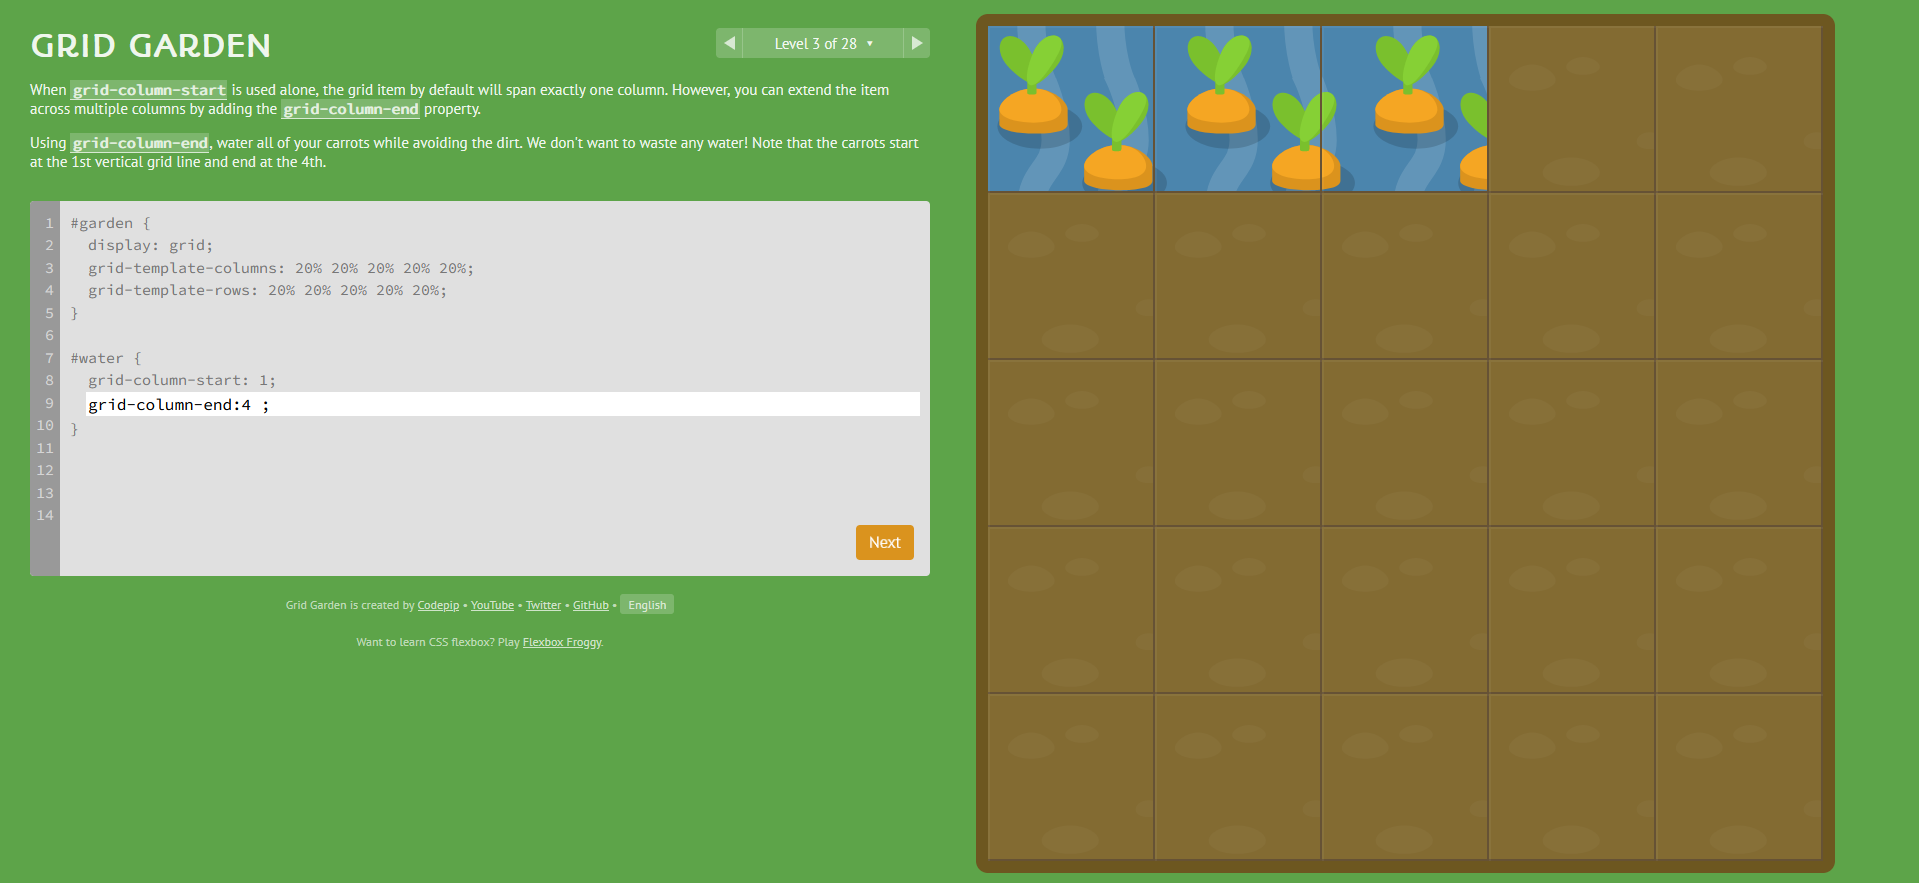 GRID GARDEN
◀ Level 3 of 28 ▼ ▶
When grid-column-start is used alone, the grid item by default will span exactly one column. However, you can extend the item
across multiple columns by adding the grid-column-end property.
Using grid-column-end, water all of your carrots while avoiding the dirt. We don't want to waste any water! Note that the carrots start
at the 1st vertical grid line and end at the 4th.
1 #garden {
2 display: grid;
3 grid-template-columns: 20% 20% 20% 20% 20%;
4 grid-template-rows: 20% 20% 20% 20% 20%;
5 }
6
7 #water {
8 grid-column-start: 1;
9 grid-column-end:4 ;
10 }
11
12
13
14
Next
Grid Garden is created by Codepip • YouTube • Twitter • GitHub • English
Want to learn CSS flexbox? Play Flexbox Froggy.